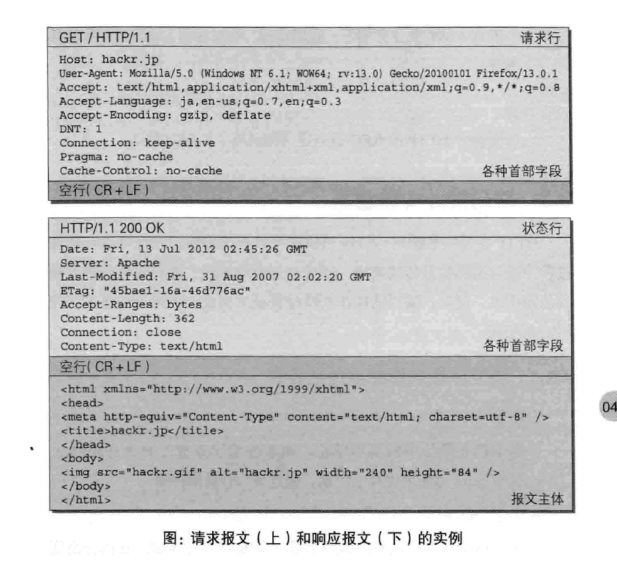 GET / HTTP/1.1 请求行
Host: hackr.jp
User-Agent: Mozilla/5.0 (Windows NT 6.1; WOW64; rv:13.0) Gecko/20100101 Firefox/13.0.1
Accept: text/html,application/xhtml+xml,application/xml;q=0.9,*/*;q=0.8
Accept-Language: ja,en-us;q=0.7,en;q=0.3
Accept-Encoding: gzip, deflate
DNT: 1
Connection: keep-alive
Pragma: no-cache
Cache-Control: no-cache 各种首部字段
空行(CR+LF)
HTTP/1.1 200 OK 状态行
Date: Fri, 13 Jul 2012 02:45:26 GMT
Server: Apache
Last-Modified: Fri, 31 Aug 2007 02:02:20 GMT
ETag: "45bae1-16a-46d776ac"
Accept-Ranges: bytes
Content-Length: 362
Connection: close
Content-Type: text/html 各种首部字段
空行(CR+LF)
<html xmlns="http://www.w3.org/1999/xhtml">
<head>
<meta http-equiv="Content-Type" content="text/html; charset=utf-8" />
<title>hackr.jp</title>
</head>
<body>
<img src="hackr.gif" alt="hackr.jp" width="240" height="84" />
</body>
</html> 报文主体
04
图：请求报文（上）和响应报文（下）的实例